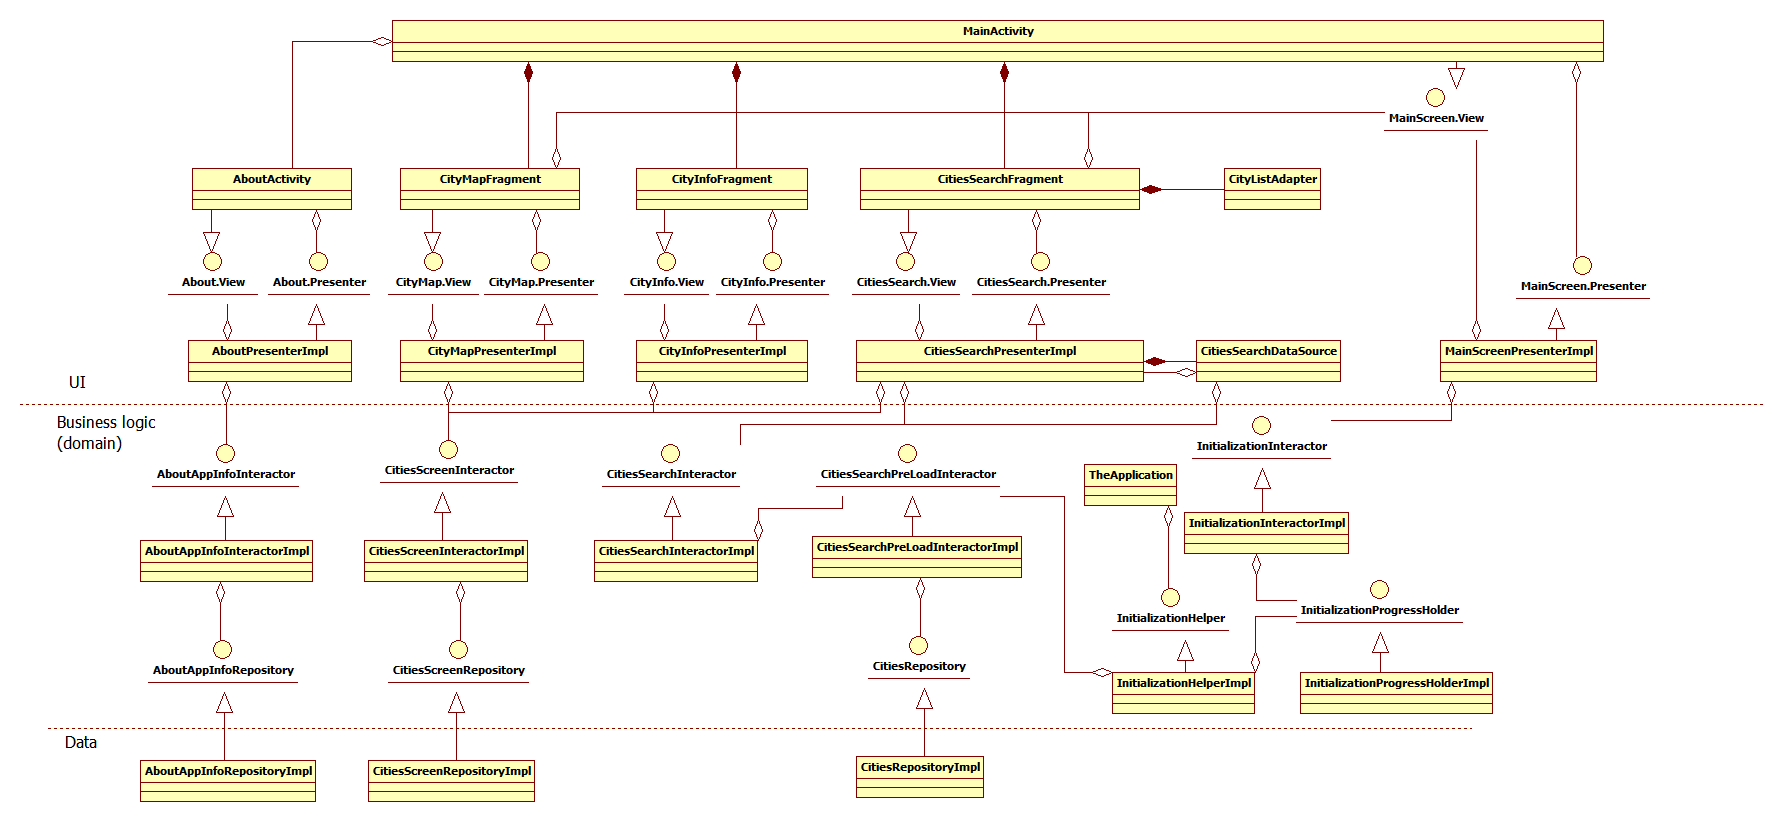 MainActivity
MainScreen.View
AboutActivity
CityMapFragment
CityInfoFragment
CitiesSearchFragment
CityListAdapter
About.View
About.Presenter
CityMap.View
CityMap.Presenter
CityInfo.View
CityInfo.Presenter
CitiesSearch.View
CitiesSearch.Presenter
MainScreen.Presenter
AboutPresenterImpl
CityMapPresenterImpl
CityInfoPresenterImpl
CitiesSearchPresenterImpl
CitiesSearchDataSource
MainScreenPresenterImpl
UI
Business logic
(domain)
AboutAppInfoInteractor
CitiesScreenInteractor
CitiesSearchInteractor
CitiesSearchPreLoadInteractor
InitializationInteractor
TheApplication
InitializationInteractorImpl
AboutAppInfoInteractorImpl
CitiesScreenInteractorImpl
CitiesSearchInteractorImpl
CitiesSearchPreLoadInteractorImpl
InitializationHelper
InitializationProgressHolder
AboutAppInfoRepository
CitiesScreenRepository
CitiesRepository
InitializationHelperImpl
InitializationProgressHolderImpl
Data
AboutAppInfoRepositoryImpl
CitiesScreenRepositoryImpl
CitiesRepositoryImpl